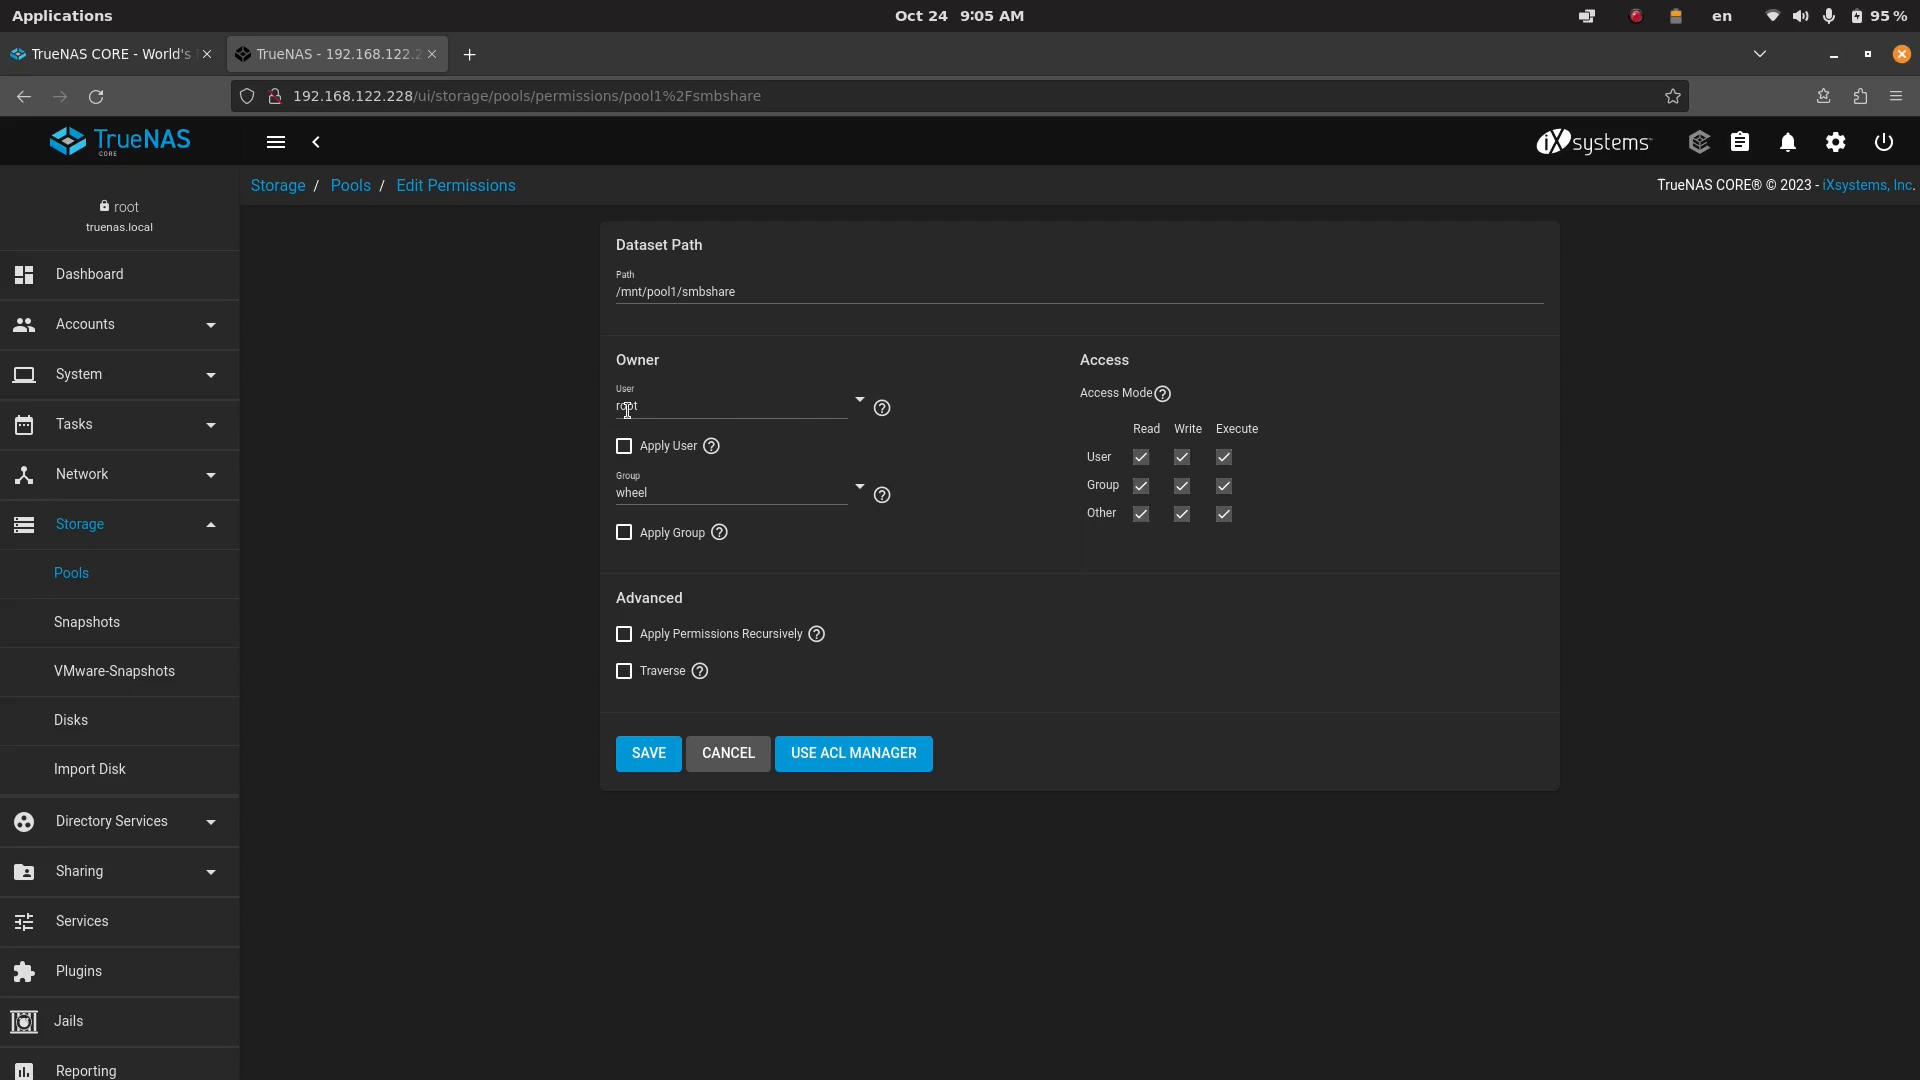 Applications
Oct 24 9:05 AM
en
95 %
TrueNAS CORE - World's
TrueNAS - 192.168.122.2
192.168.122.228/ui/storage/pools/permissions/pool1%2Fsmbshare
TrueNAS
CORE
iXsystems
Storage / Pools / Edit Permissions
TrueNAS CORE® © 2023 - iXsystems, Inc.
root
truenas.local
Dashboard
Accounts
System
Tasks
Network
Storage
Pools
Snapshots
VMware-Snapshots
Disks
Import Disk
Directory Services
Sharing
Services
Plugins
Jails
Reporting
Dataset Path
Path
/mnt/pool1/smbshare
Owner
User
root
Apply User
Group
wheel
Apply Group
Access
Access Mode
Read Write Execute
User
Group
Other
Advanced
Apply Permissions Recursively
Traverse
SAVE
CANCEL
USE ACL MANAGER